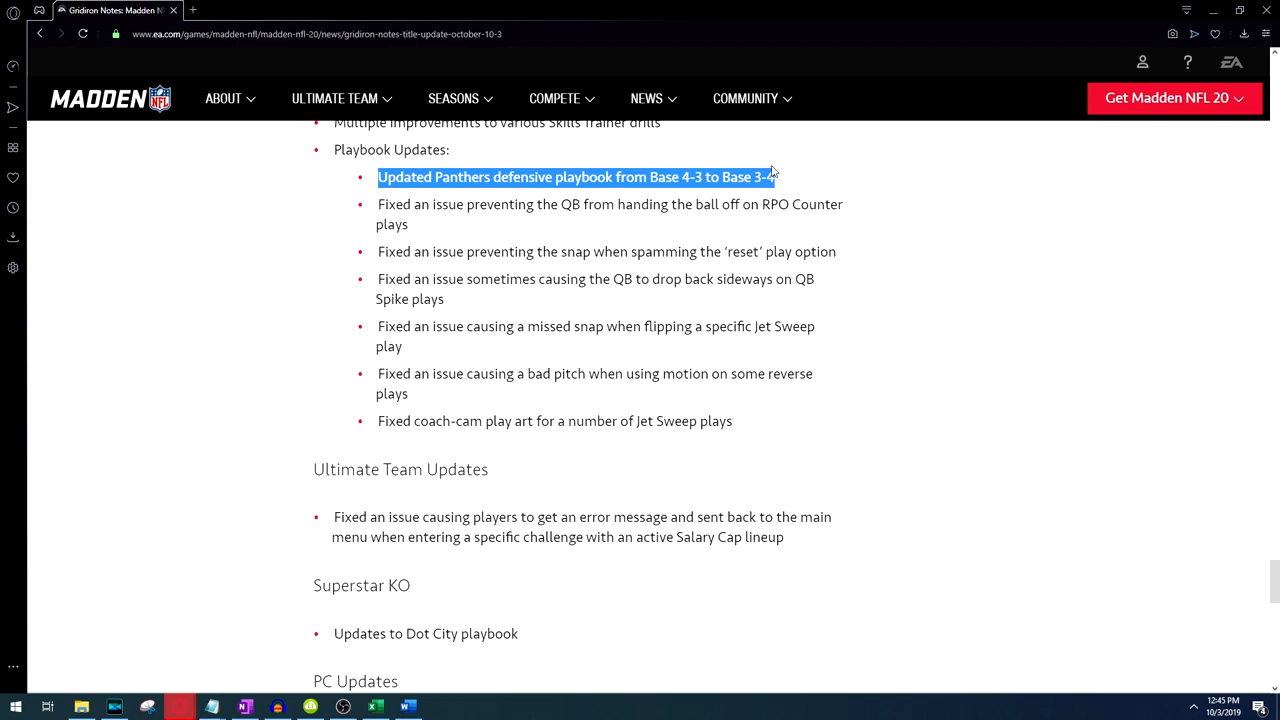 Gridiron Notes: Madden NFL
www.ea.com/games/madden-nfl/madden-nfl-20/news/gridiron-notes-title-update-october-10-3
EA
MADDEN NFL
ABOUT
ULTIMATE TEAM
SEASONS
COMPETE
NEWS
COMMUNITY
Get Madden NFL 20
Multiple improvements to various Skills Trainer drills
Playbook Updates:
Updated Panthers defensive playbook from Base 4-3 to Base 3-4
Fixed an issue preventing the QB from handing the ball off on RPO Counter
plays
Fixed an issue preventing the snap when spamming the ‘reset’ play option
Fixed an issue sometimes causing the QB to drop back sideways on QB
Spike plays
Fixed an issue causing a missed snap when flipping a specific Jet Sweep
play
Fixed an issue causing a bad pitch when using motion on some reverse
plays
Fixed coach-cam play art for a number of Jet Sweep plays
Ultimate Team Updates
Fixed an issue causing players to get an error message and sent back to the main
menu when entering a specific challenge with an active Salary Cap lineup
Superstar KO
Updates to Dot City playbook
PC Updates
12:45 PM
10/3/2019
4